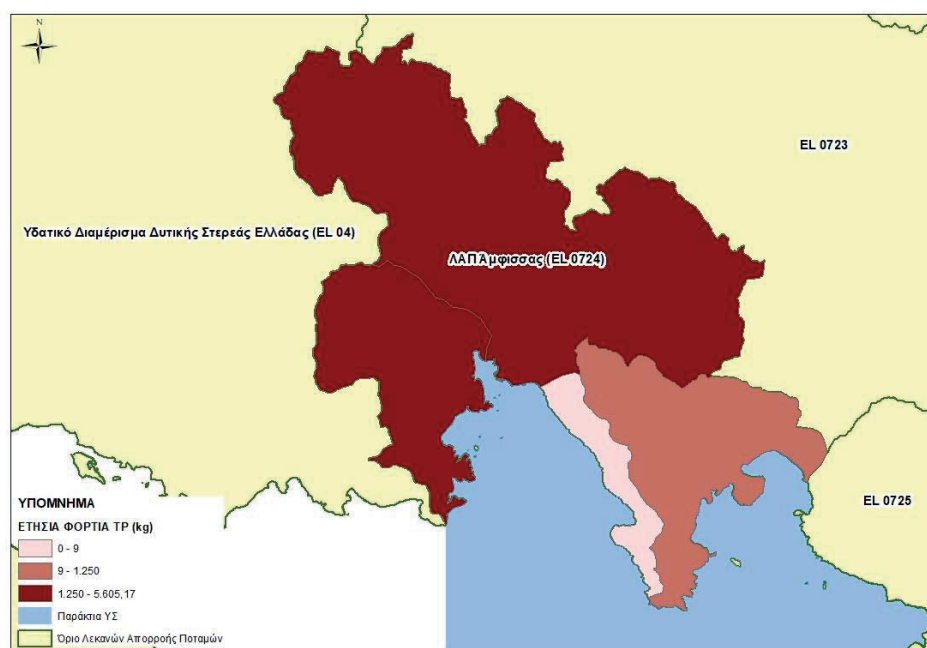 N
EL 0723
Υδατικό Διαμέρισμα Δυτικής Στερεάς Ελλάδας (EL 04)
ΛΑΠ Άμφισσας (EL 0724)
EL 0725
ΥΠΟΜΝΗΜΑ
ΕΤΗΣΙΑ ΦΟΡΤΙΑ TP (kg)
0 - 9
9 - 1.250
1.250 - 5.605,17
Παράκτια ΥΣ
Όριο Λεκανών Απορροής Ποταμών